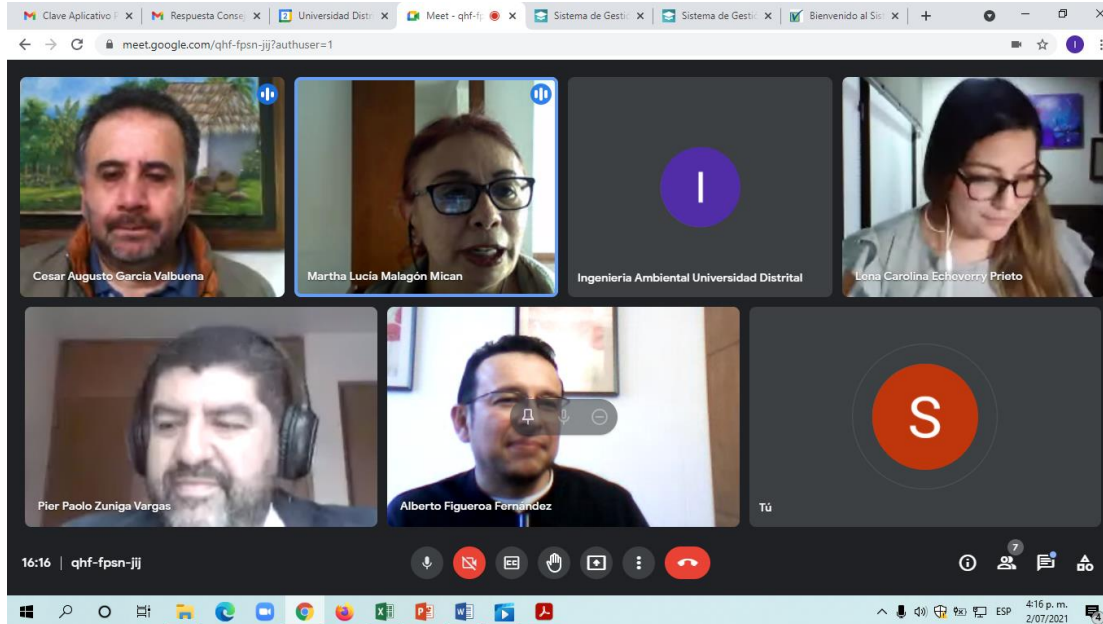 Clave Aplicativo P
Respuesta Conse
Universidad Distr
Meet - qhf-fp
Sistema de Gestió
Sistema de Gesti
Bienvenido al Sis
meet.google.com/qhf-fpsn-jij?authuser=1
I
Cesar Augusto Garcia Valbuena
Martha Lucía Malagón Mican
I
Ingenieria Ambiental Universidad Distrital
Lena Carolina Echeverry Prieto
Pier Paolo Zuniga Vargas
Alberto Figueroa Fernández
S
Tú
16:16 | qhf-fpsn-jij
7
ESP
4:16 p. m.
2/07/2021